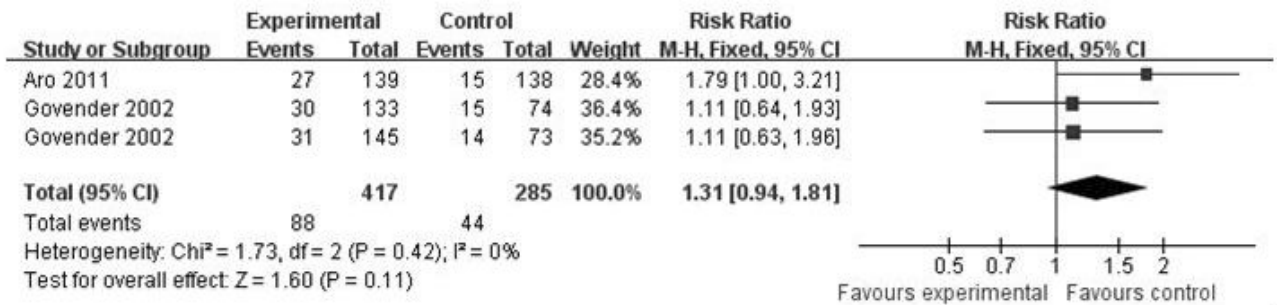 Experimental Control Risk Ratio Risk Ratio
Study or Subgroup Events Total Events Total Weight M-H, Fixed, 95% CI M-H, Fixed, 95% CI
Aro 2011 27 139 15 138 28.4% 1.79 [1.00, 3.21]
Govender 2002 30 133 15 74 36.4% 1.11 [0.64, 1.93]
Govender 2002 31 145 14 73 35.2% 1.11 [0.63, 1.96]
Total (95% CI) 417 285 100.0% 1.31 [0.94, 1.81]
Total events 88 44
Heterogeneity: Chi² = 1.73, df = 2 (P = 0.42); I² = 0%
Test for overall effect: Z = 1.60 (P = 0.11)
0.5 0.7 1 1.5 2
Favours experimental Favours control